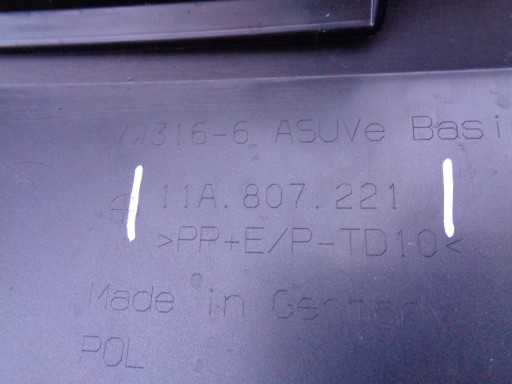 VW316-6 ASUVe Basi
11A.807.221
>PP+E/P-TD10<
Made in Germany
POL